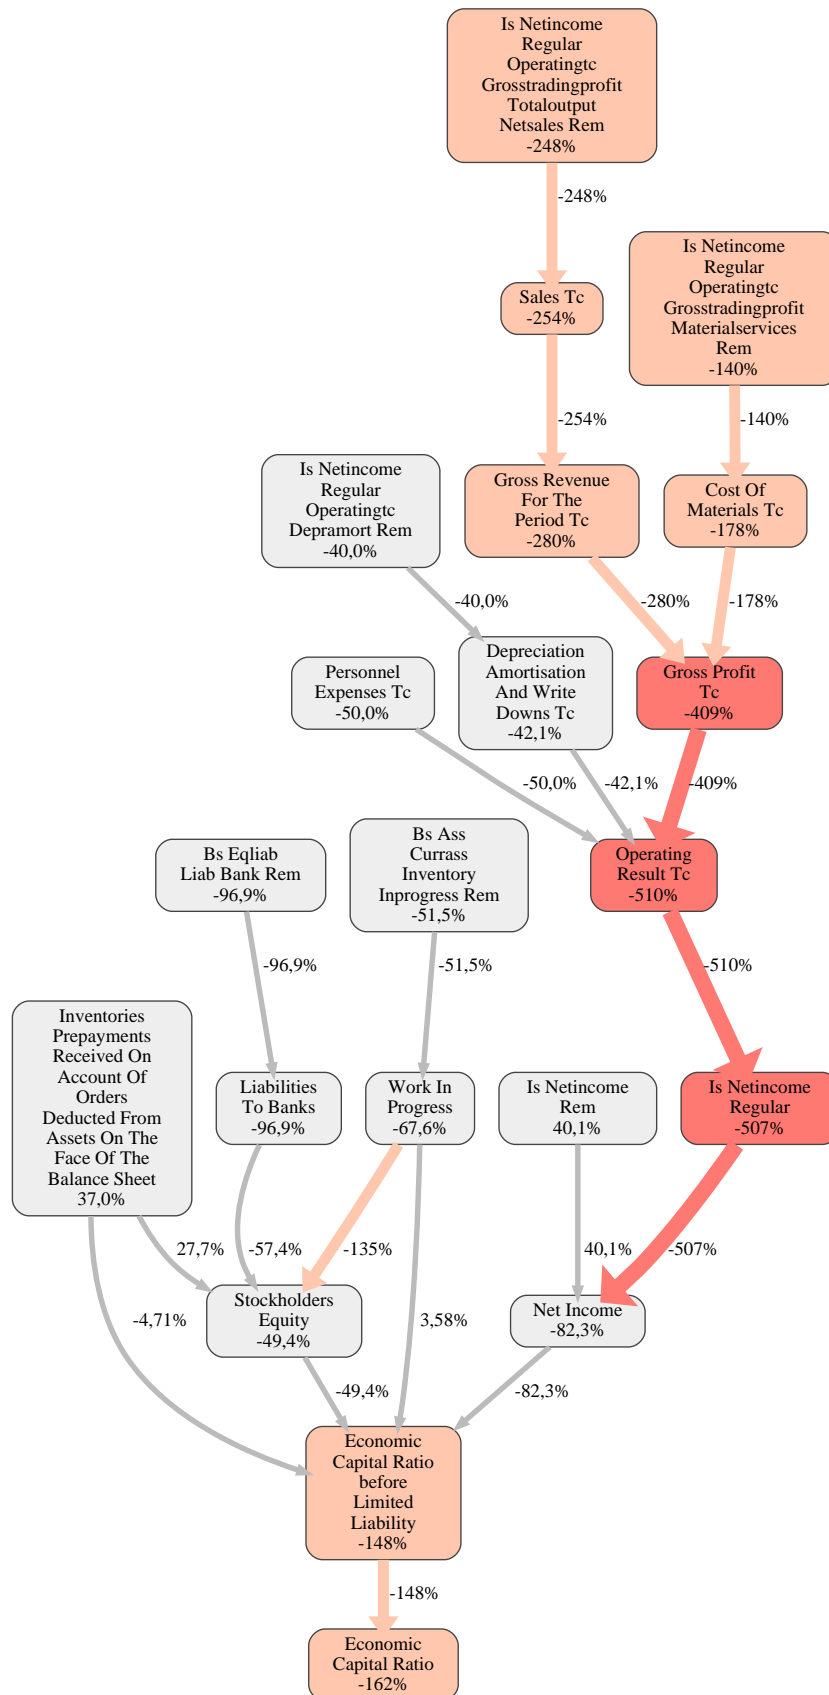 Is Netincome
Regular
Operatingtc
Grosstradingprofit
Totaloutput
Netsales Rem
-248%
-248%
Is Netincome
Regular
Operatingtc
Grosstradingprofit
Materialservices
Rem
-140%
Sales Tc
-254%
-254%
-140%
Is Netincome
Regular
Operatingtc
Depramort Rem
-40,0%
Gross Revenue
For The
Period Tc
-280%
Cost Of
Materials Tc
-178%
-40,0%
-280%
-178%
Personnel
Expenses Tc
-50,0%
Depreciation
Amortisation
And Write
Downs Tc
-42,1%
Gross Profit
Tc
-409%
-50,0%
-42,1%
-409%
Bs Eqliab
Liab Bank Rem
-96,9%
Bs Ass
Currass
Inventory
Inprogress Rem
-51,5%
Operating
Result Tc
-510%
-96,9%
-51,5%
-510%
Inventories
Prepayments
Received On
Account Of
Orders
Deducted From
Assets On The
Face Of The
Balance Sheet
37,0%
Liabilities
To Banks
-96,9%
Work In
Progress
-67,6%
Is Netincome
Rem
40,1%
Is Netincome
Regular
-507%
27,7%
-57,4%
-135%
40,1%
-507%
-4,71%
Stockholders
Equity
-49,4%
3,58%
Net Income
-82,3%
-49,4%
-82,3%
Economic
Capital Ratio
before
Limited
Liability
-148%
-148%
Economic
Capital Ratio
-162%